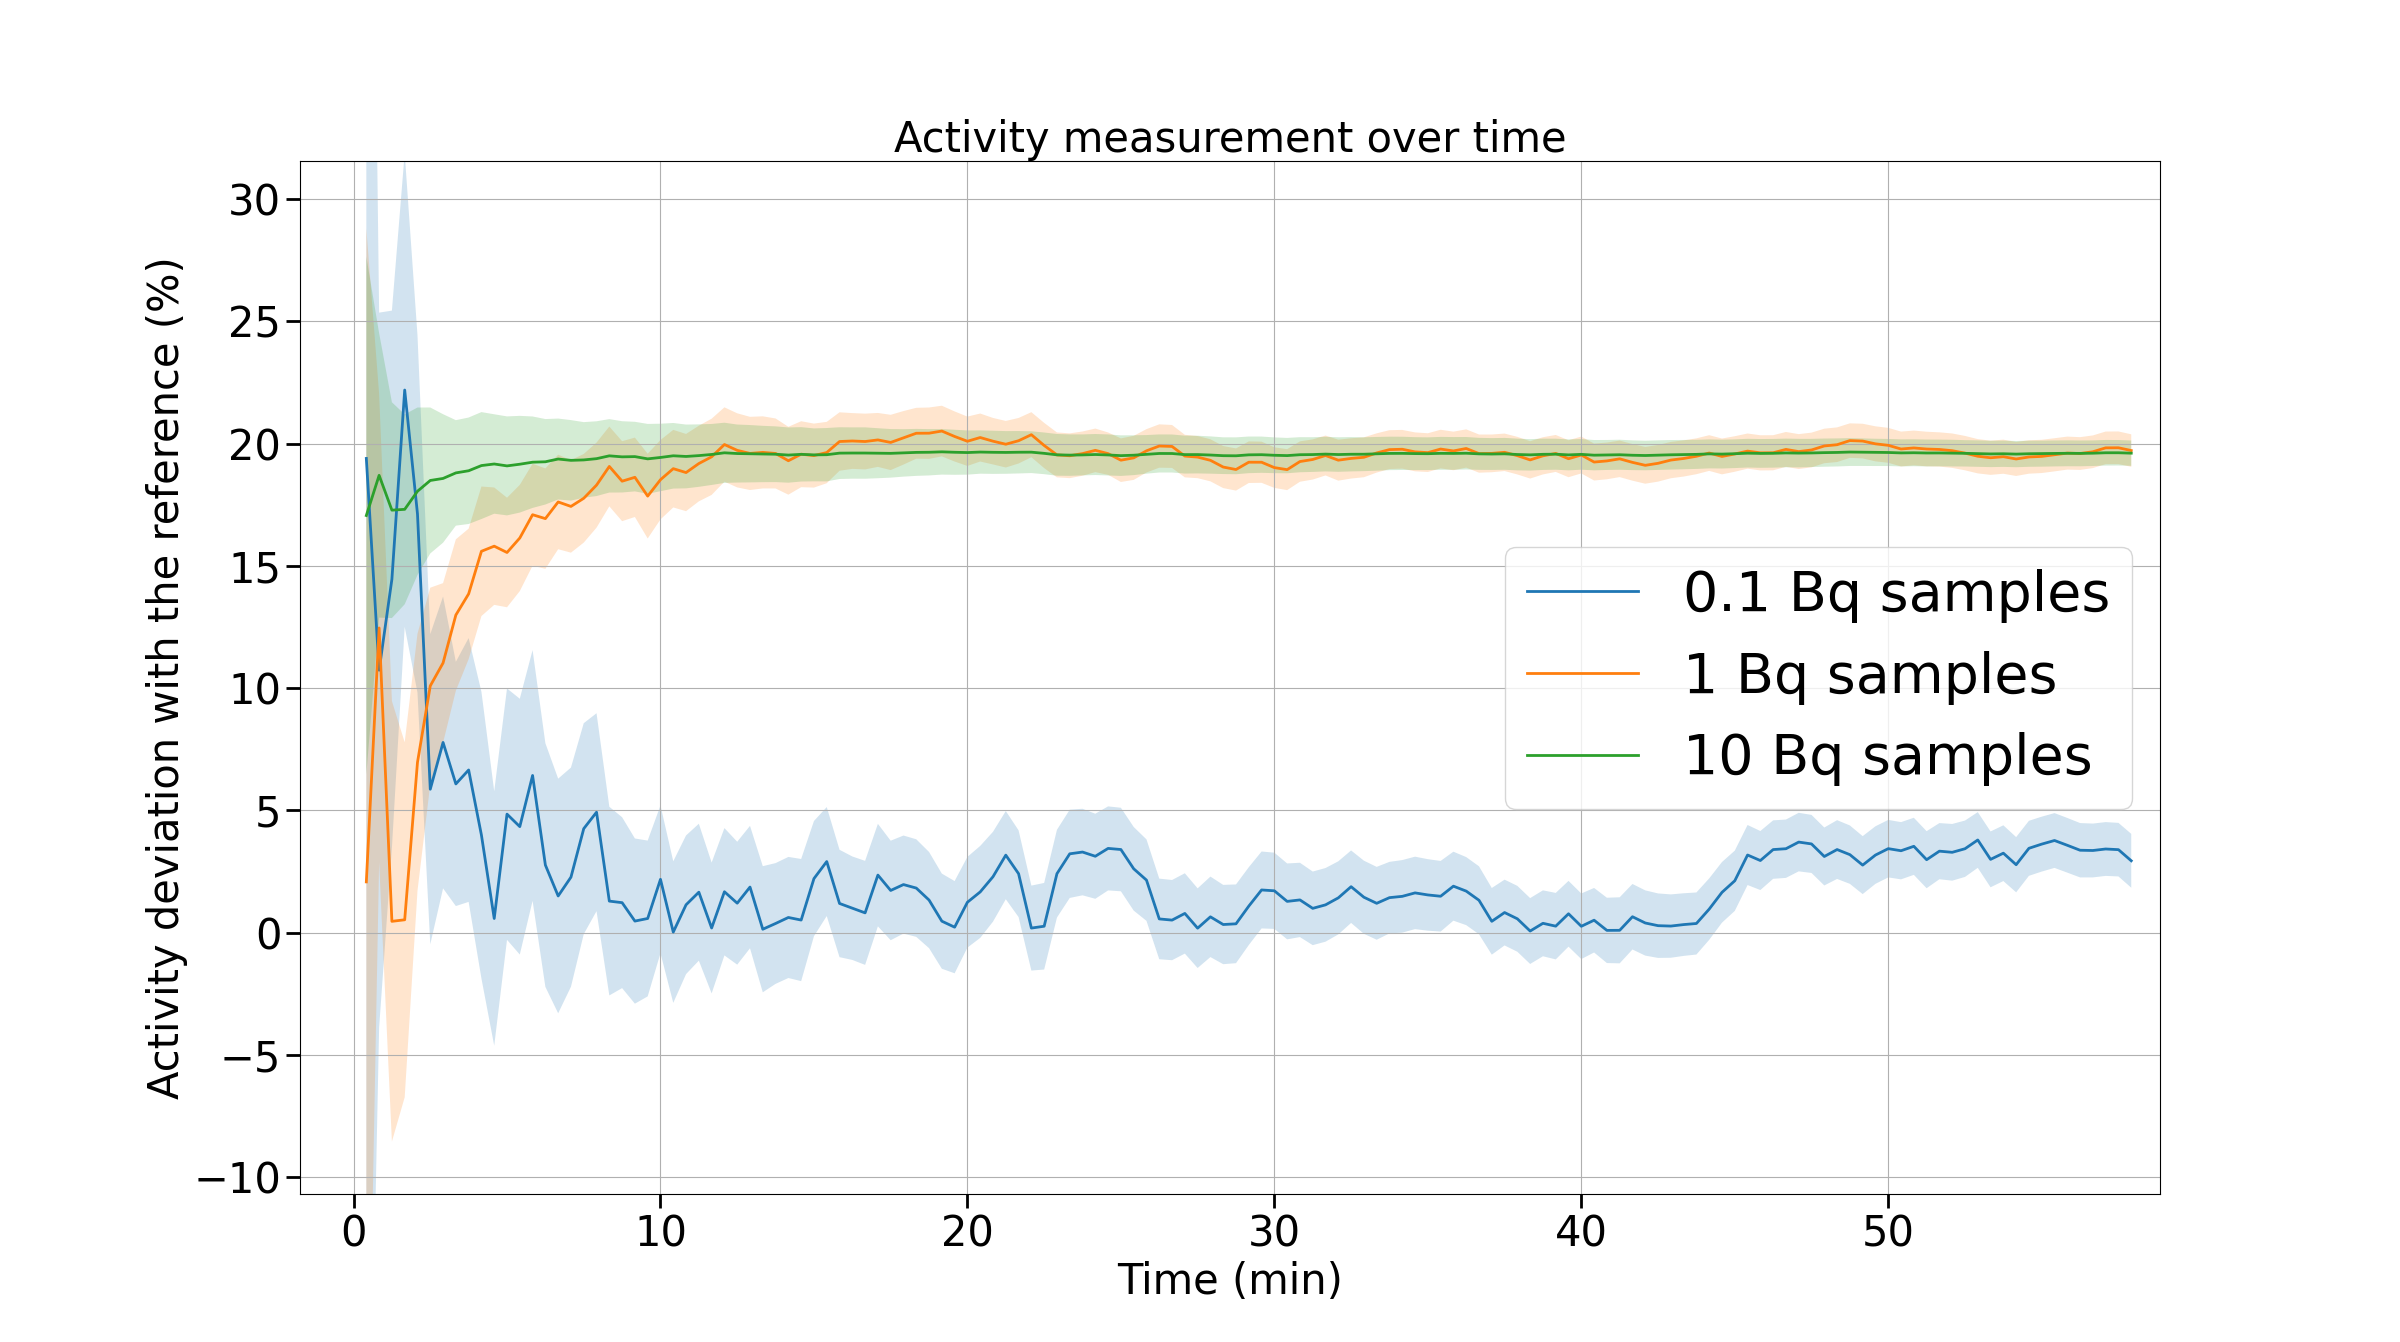 Activity measurement over time
Activity deviation with the reference (%)
30
25
20
15
10
5
0
−5
−10
0.1 Bq samples
1 Bq samples
10 Bq samples
0 10 20 30 40 50
Time (min)